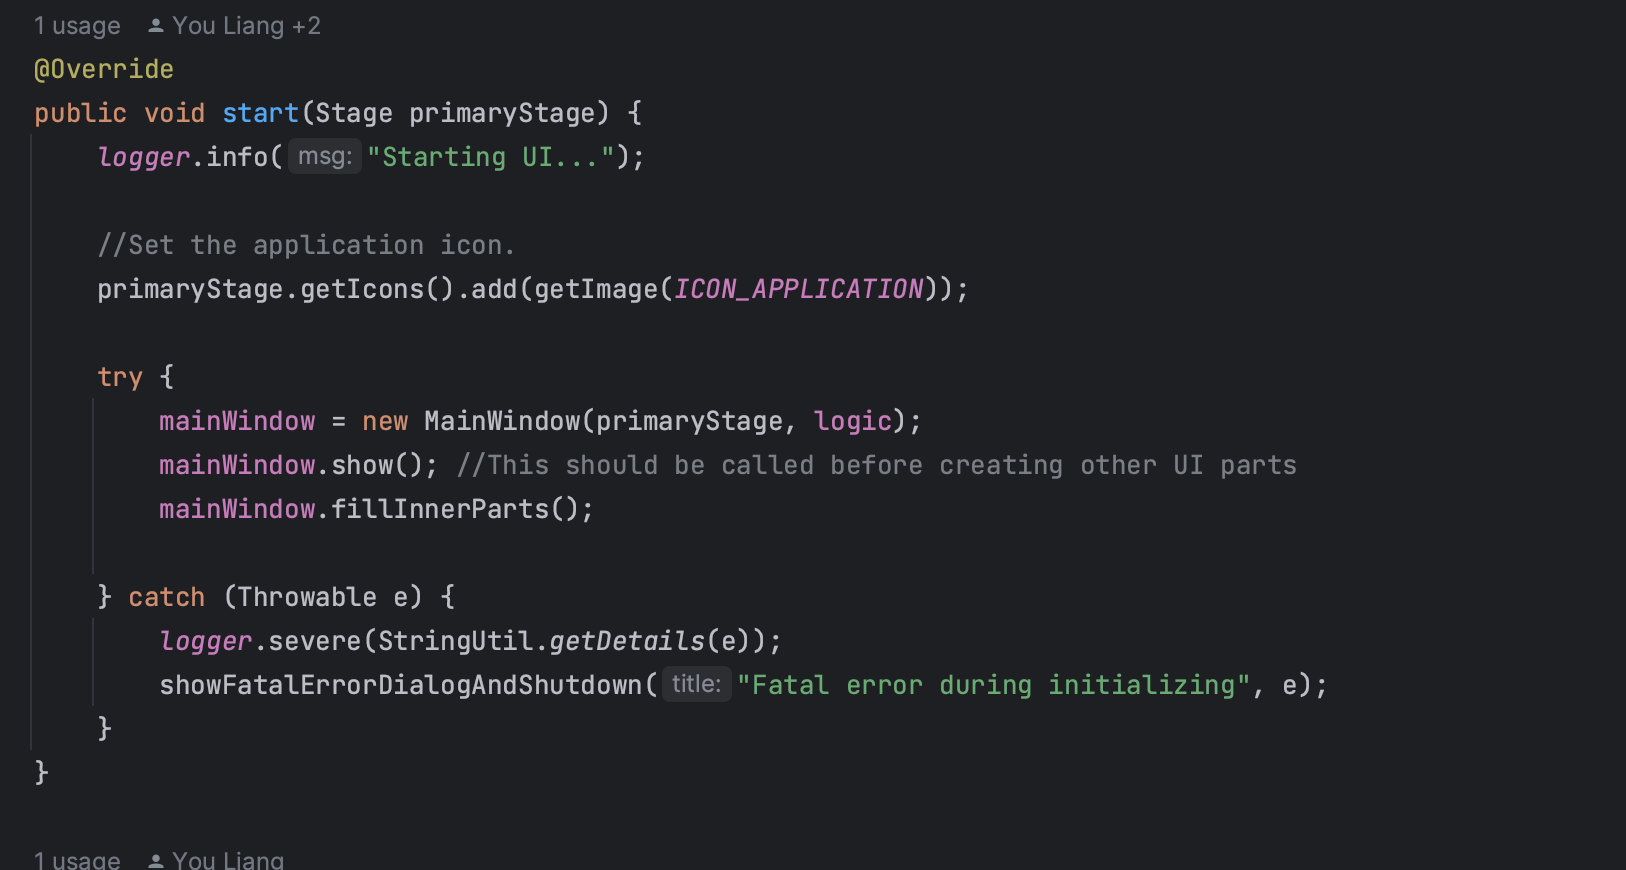 1 usage You Liang +2
@Override
public void start(Stage primaryStage) {
logger.info( msg: "Starting UI...");
//Set the application icon.
primaryStage.getIcons().add(getImage(ICON_APPLICATION));
try {
mainWindow = new MainWindow(primaryStage, logic);
mainWindow.show(); //This should be called before creating other UI parts
mainWindow.fillInnerParts();
} catch (Throwable e) {
logger.severe(StringUtil.getDetails(e));
showFatalErrorDialogAndShutdown( title: "Fatal error during initializing", e);
}
}
1 usage You Liang